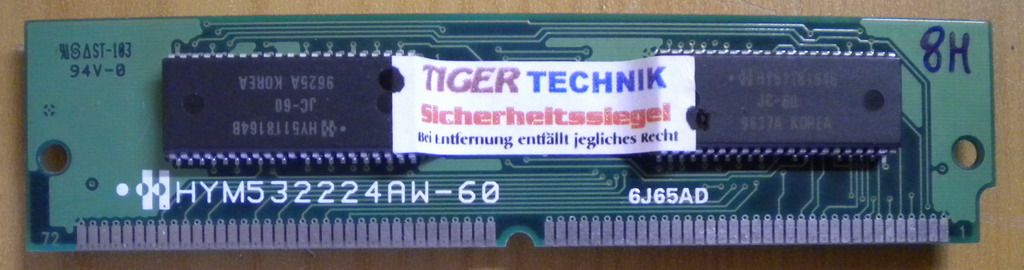 ST-103
94V-0
9625A KOREA
JC-60
HY5118164B
TIGER TECHNIK
Sicherheitssiegel
Bei Entfernung entfällt jegliches Recht
JC-60
9637A KOREA
8H
HYM532224AW-60
6J65AD
72
1